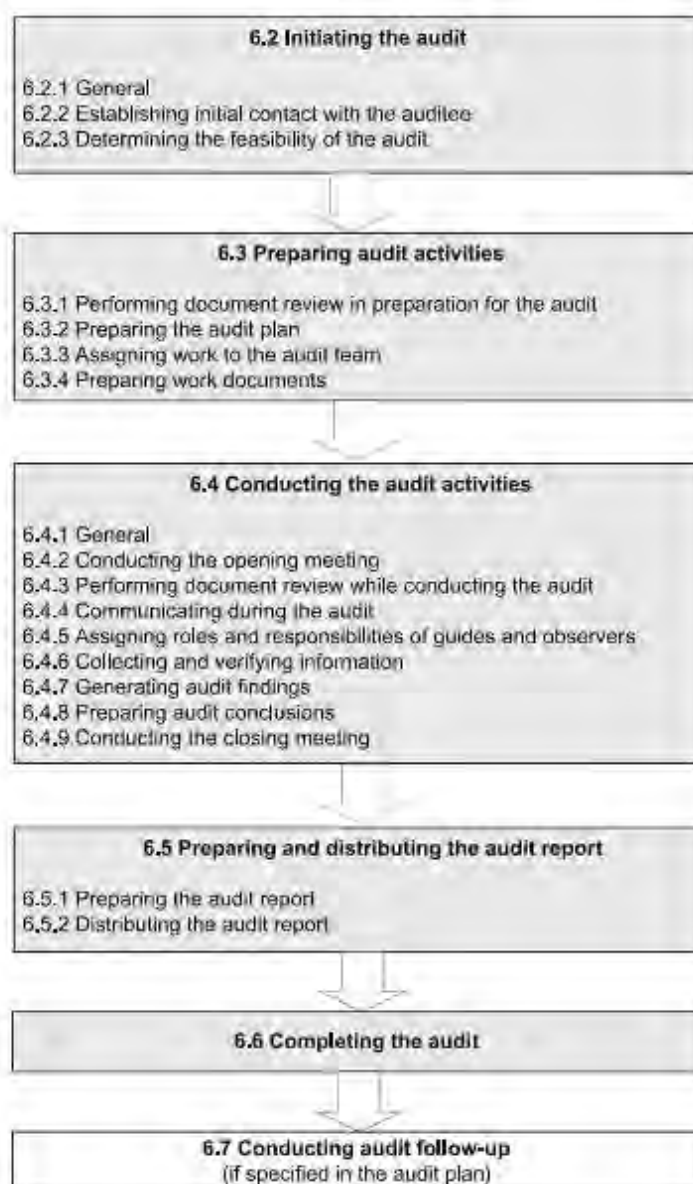 6.2 Initiating the audit
6.2.1 General
6.2.2 Establishing initial contact with the auditee
6.2.3 Determining the feasibility of the audit
6.3 Preparing audit activities
6.3.1 Performing document review in preparation for the audit
6.3.2 Preparing the audit plan
6.3.3 Assigning work to the audit team
6.3.4 Preparing work documents
6.4 Conducting the audit activities
6.4.1 General
6.4.2 Conducting the opening meeting
6.4.3 Performing document review while conducting the audit
6.4.4 Communicating during the audit
6.4.5 Assigning roles and responsibilities of guides and observers
6.4.6 Collecting and verifying information
6.4.7 Generating audit findings
6.4.8 Preparing audit conclusions
6.4.9 Conducting the closing meeting
6.5 Preparing and distributing the audit report
6.5.1 Preparing the audit report
6.5.2 Distributing the audit report
6.6 Completing the audit
6.7 Conducting audit follow-up
(if specified in the audit plan)